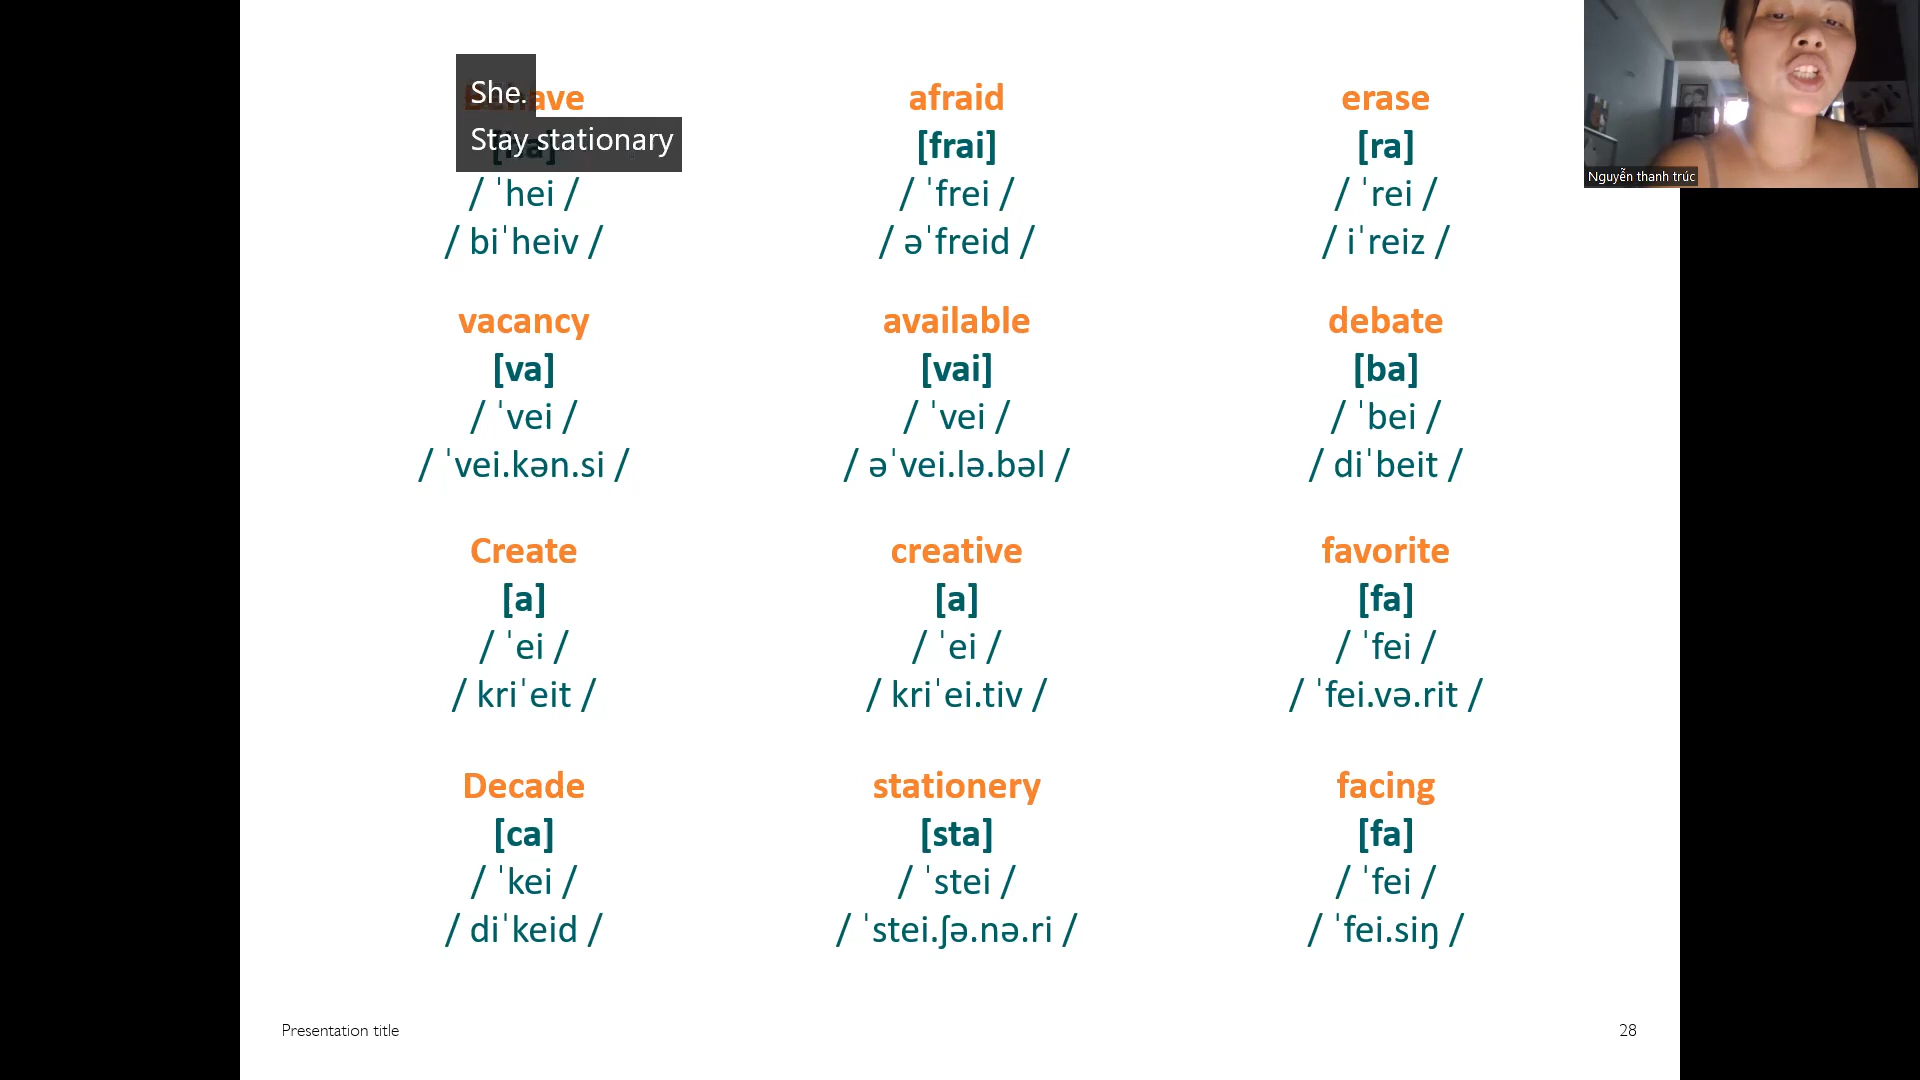 She.
Stay stationary
ave
/ ˈhei /
/ biˈheiv /
afraid
[frai]
/ ˈfrei /
/ əˈfreid /
erase
[ra]
/ ˈrei /
/ iˈreiz /
Nguyễn thanh trúc
vacancy
[va]
/ ˈvei /
/ ˈvei.kən.si /
available
[vai]
/ ˈvei /
/ əˈvei.lə.bəl /
debate
[ba]
/ ˈbei /
/ diˈbeit /
Create
[a]
/ ˈei /
/ kriˈeit /
creative
[a]
/ ˈei /
/ kriˈei.tiv /
favorite
[fa]
/ ˈfei /
/ ˈfei.və.rit /
Decade
[ca]
/ ˈkei /
/ diˈkeid /
stationery
[sta]
/ ˈstei /
/ ˈstei.ʃə.nə.ri /
facing
[fa]
/ ˈfei /
/ ˈfei.siŋ /
Presentation title
28